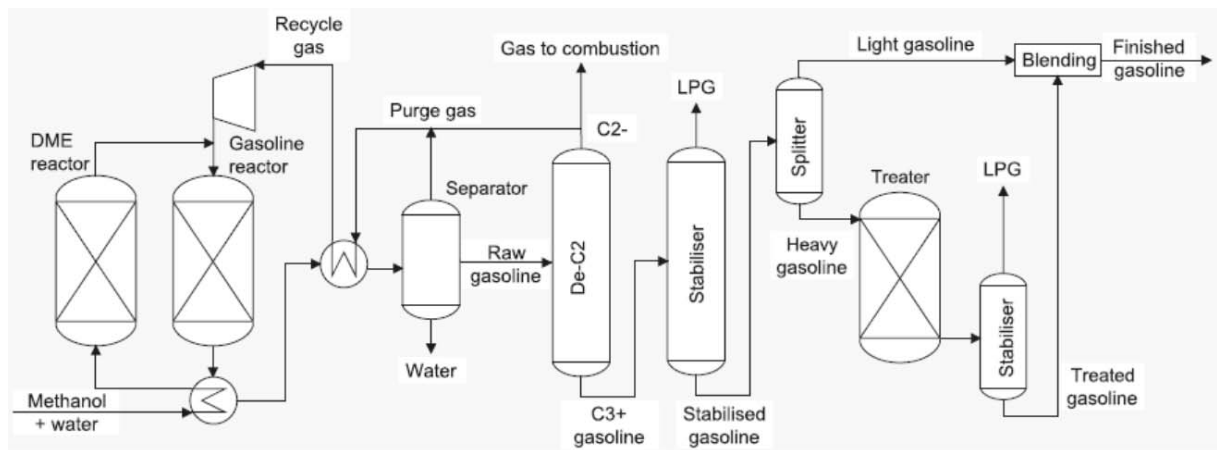 Recycle
gas
Gas to combustion
Light gasoline
Blending
Finished
gasoline
LPG
Purge gas
C2-
DME
reactor
Gasoline
reactor
Splitter
Treater
LPG
Separator
Raw
gasoline
De-C2
Stabiliser
Heavy
gasoline
Stabiliser
Water
Methanol
+ water
C3+
gasoline
Stabilised
gasoline
Treated
gasoline